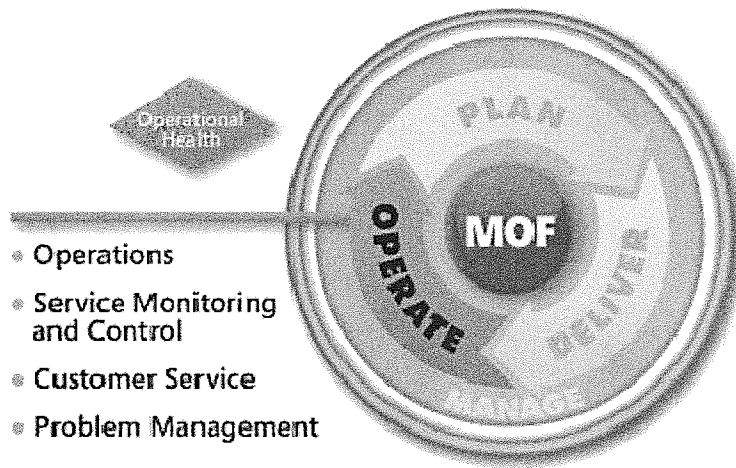 Operational
Health
PLAN
MOF
OPERATE
DELIVER
MANAGE
Operations
Service Monitoring
and Control
Customer Service
Problem Management